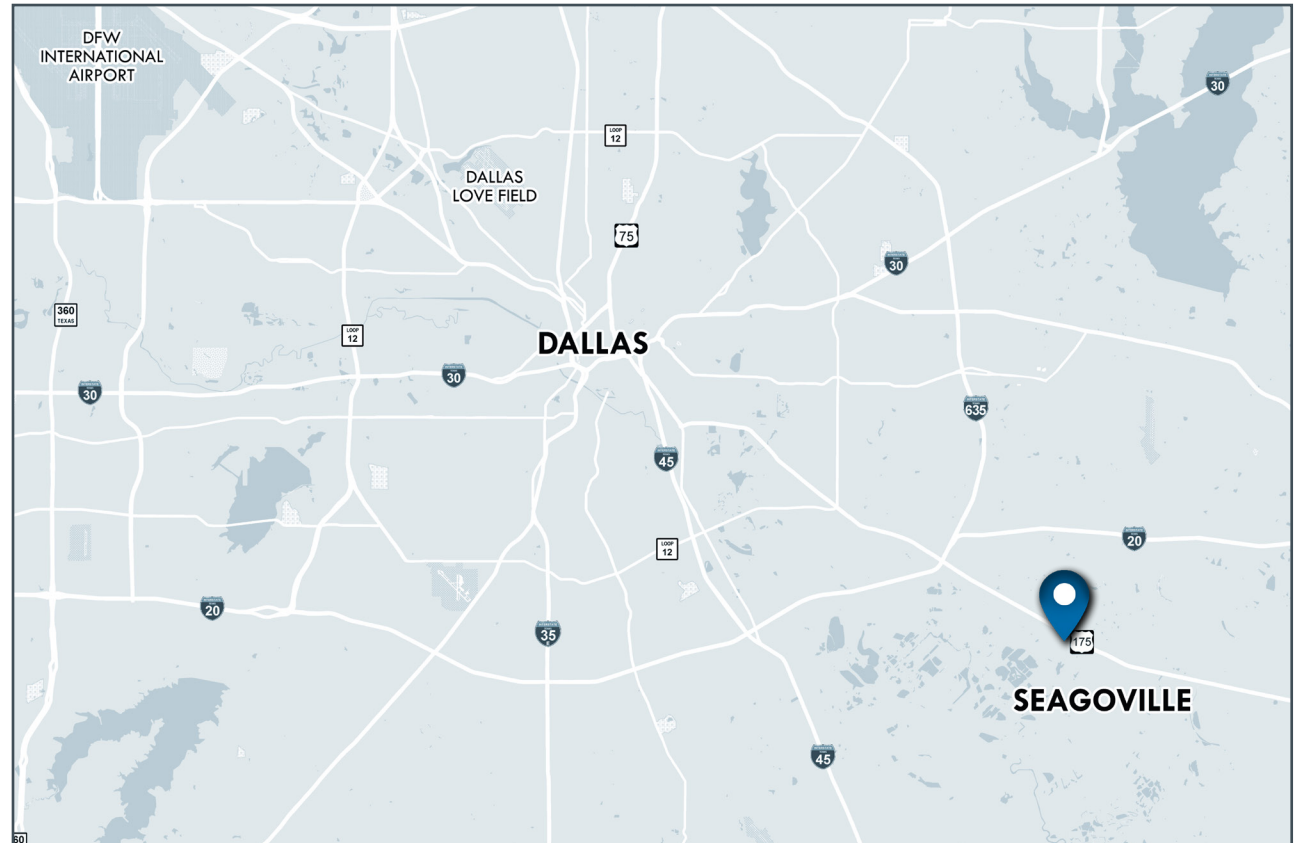 DFW
INTERNATIONAL
AIRPORT
30
LOOP
12
DALLAS
LOVE FIELD
75
30
360
TEXAS
LOOP
12
DALLAS
30
30
635
45
20
LOOP
12
20
35
175
SEAGOVILLE
45
60